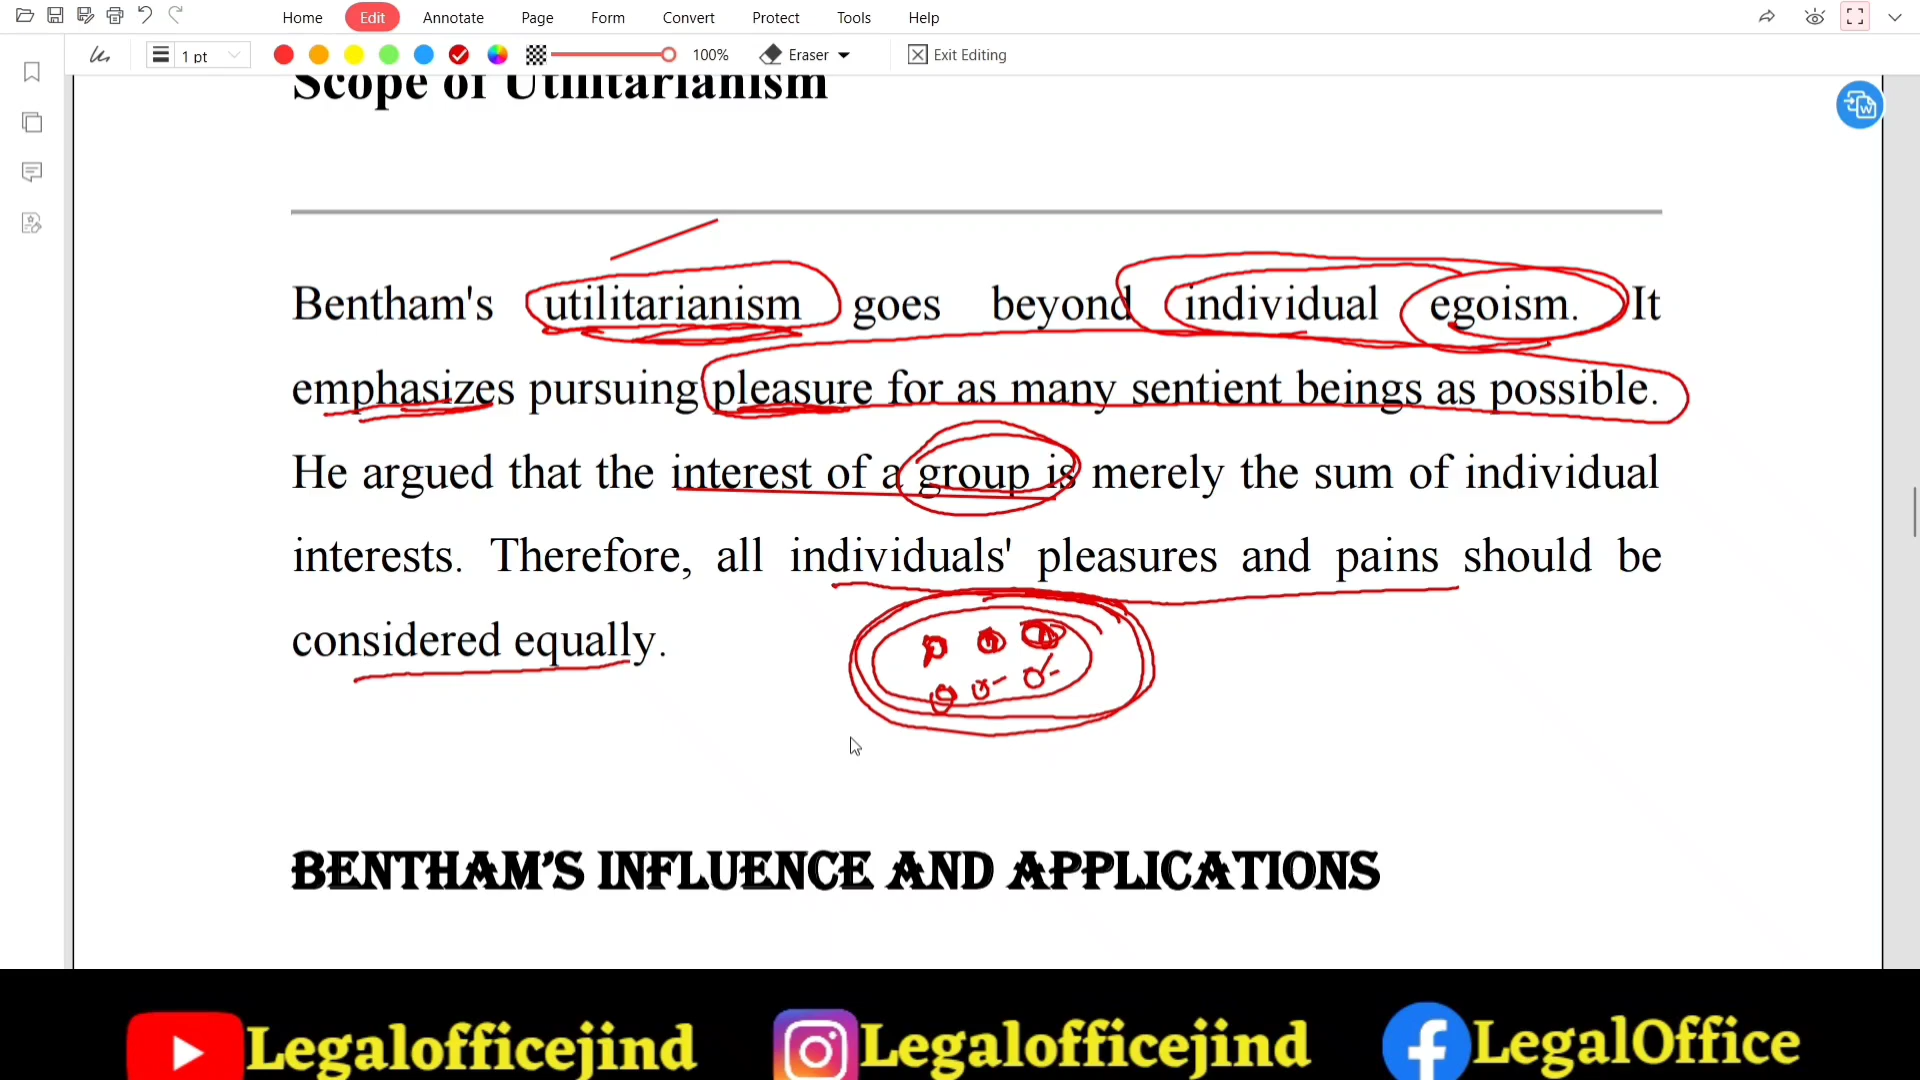 Home Edit Annotate Page Form Convert Protect Tools Help
1 pt 100% Eraser Exit Editing
Scope of Utilitarianism
Bentham's utilitarianism goes beyond individual egoism. It
emphasizes pursuing pleasure for as many sentient beings as possible.
He argued that the interest of a group is merely the sum of individual
interests. Therefore, all individuals' pleasures and pains should be
considered equally.
BENTHAM’S INFLUENCE AND APPLICATIONS
Legalofficejind Legalofficejind LegalOffice